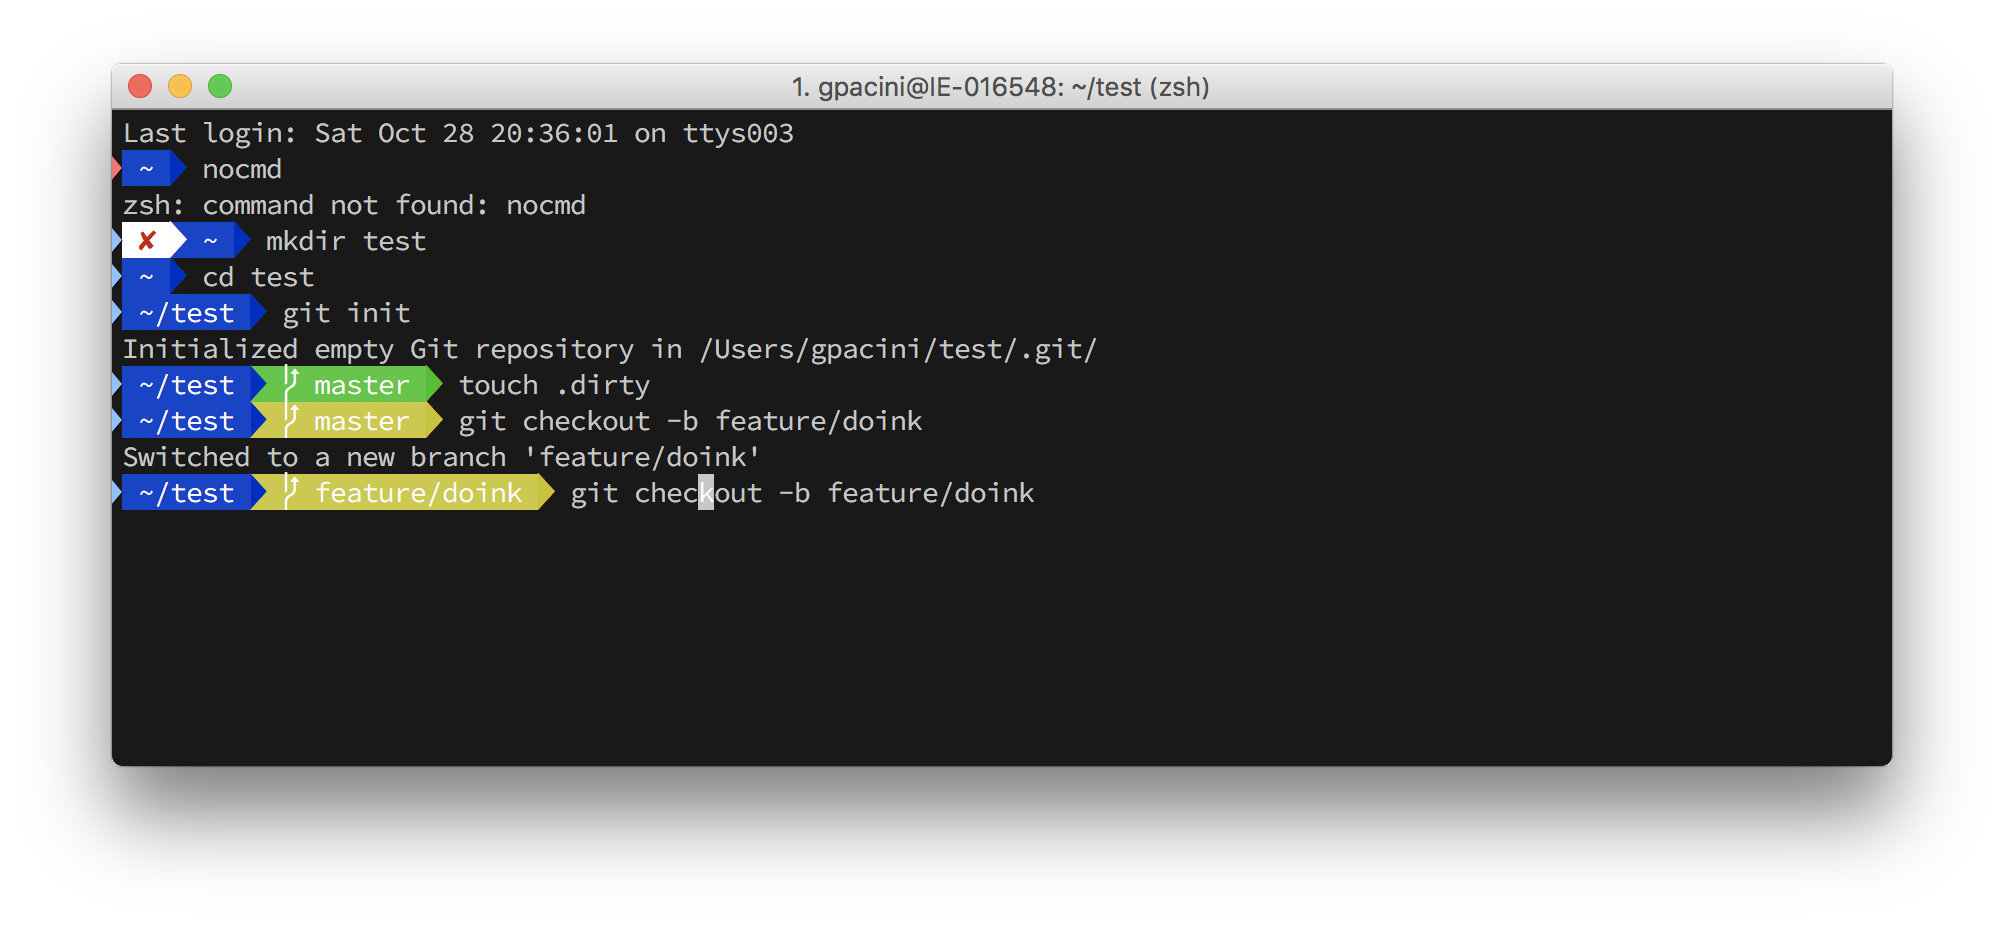 1. gpacini@IE-016548: ~/test (zsh)
Last login: Sat Oct 28 20:36:01 on ttys003
~ nocmd
zsh: command not found: nocmd
✘ ~ mkdir test
~ cd test
~/test git init
Initialized empty Git repository in /Users/gpacini/test/.git/
~/test master touch .dirty
~/test master git checkout -b feature/doink
Switched to a new branch 'feature/doink'
~/test feature/doink git checkout -b feature/doink